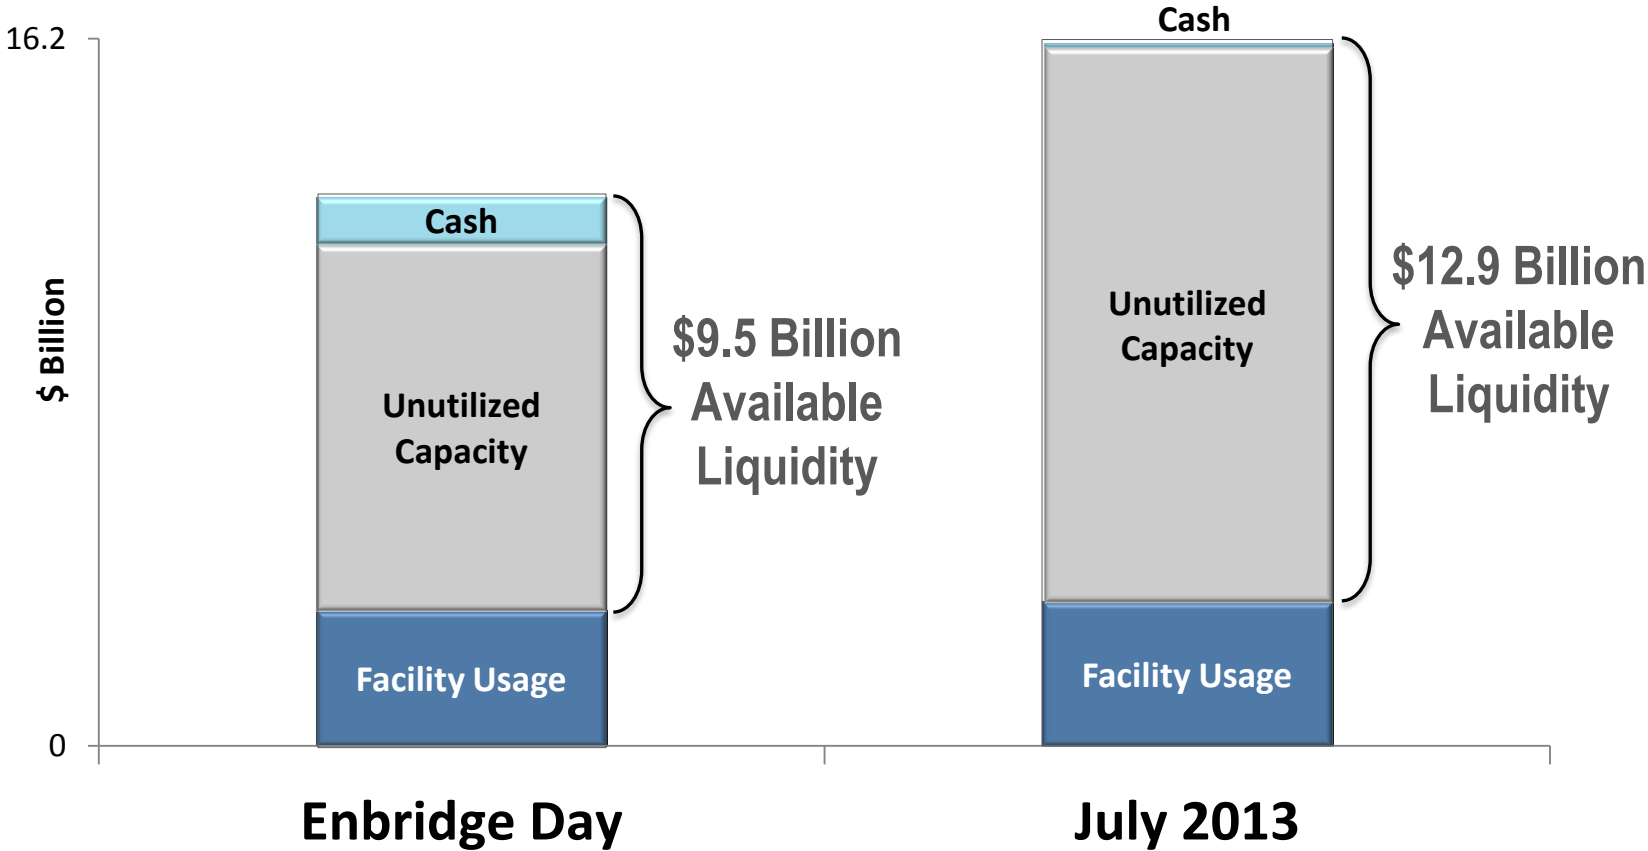 16.2
0
$ Billion
Cash
Unutilized
Capacity
Facility Usage
$9.5 Billion
Available
Liquidity
Cash
Unutilized
Capacity
Facility Usage
$12.9 Billion
Available
Liquidity
Enbridge Day
July 2013